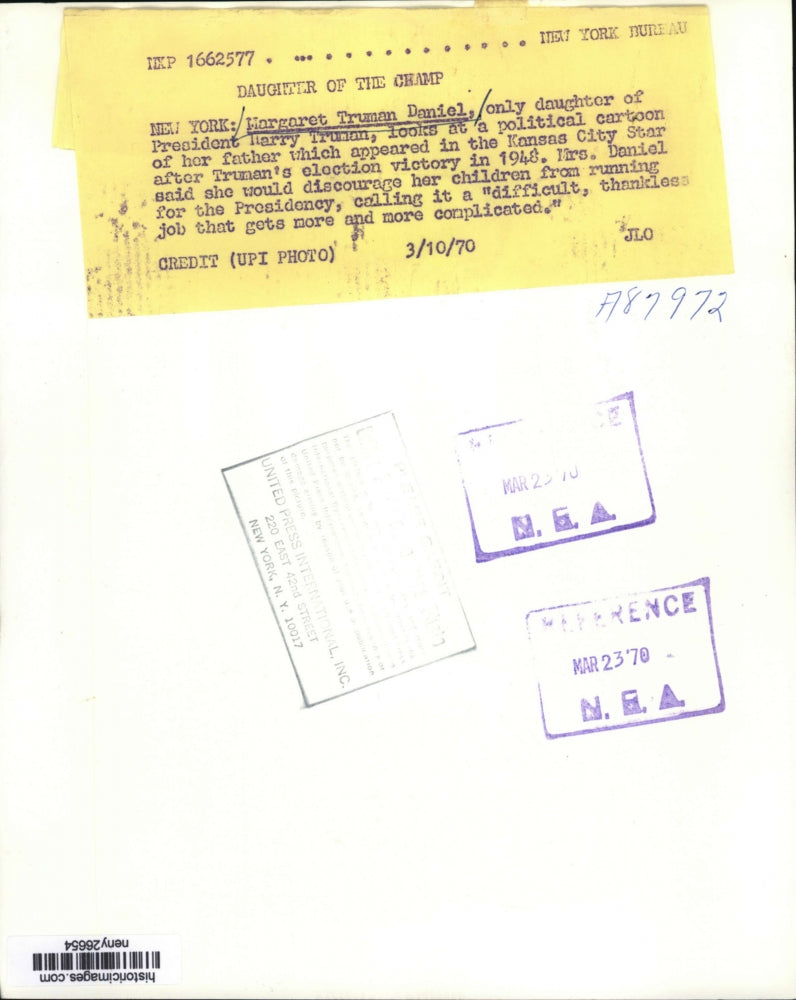 NXP 1662577 . ... . . . . . . . . . . . . NEW YORK BUREAU
DAUGHTER OF THE CHAMP
NEW YORK: Margaret Truman Daniel, only daughter of
President Harry Truman, looks at a political cartoon
of her father which appeared in the Kansas City Star
after Truman's election victory in 1948. Mrs. Daniel
said she would discourage her children from running
for the Presidency, calling it a "difficult, thankless
job that gets more and more complicated."
CREDIT (UPI PHOTO) 3/10/70 JLO
A87972
MAR 23 70
N. E. A.
UNITED PRESS INTERNATIONAL, INC.
220 EAST 42nd STREET
NEW YORK, N. Y. 10017
REFERENCE
MAR 23 '70
N. E. A.
historicimages.com
neny26654